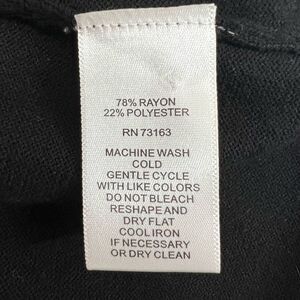 78% RAYON
22% POLYESTER
RN 73163
MACHINE WASH
COLD
GENTLE CYCLE
WITH LIKE COLORS
DO NOT BLEACH
RESHAPE AND
DRY FLAT
COOL IRON
IF NECESSARY
OR DRY CLEAN